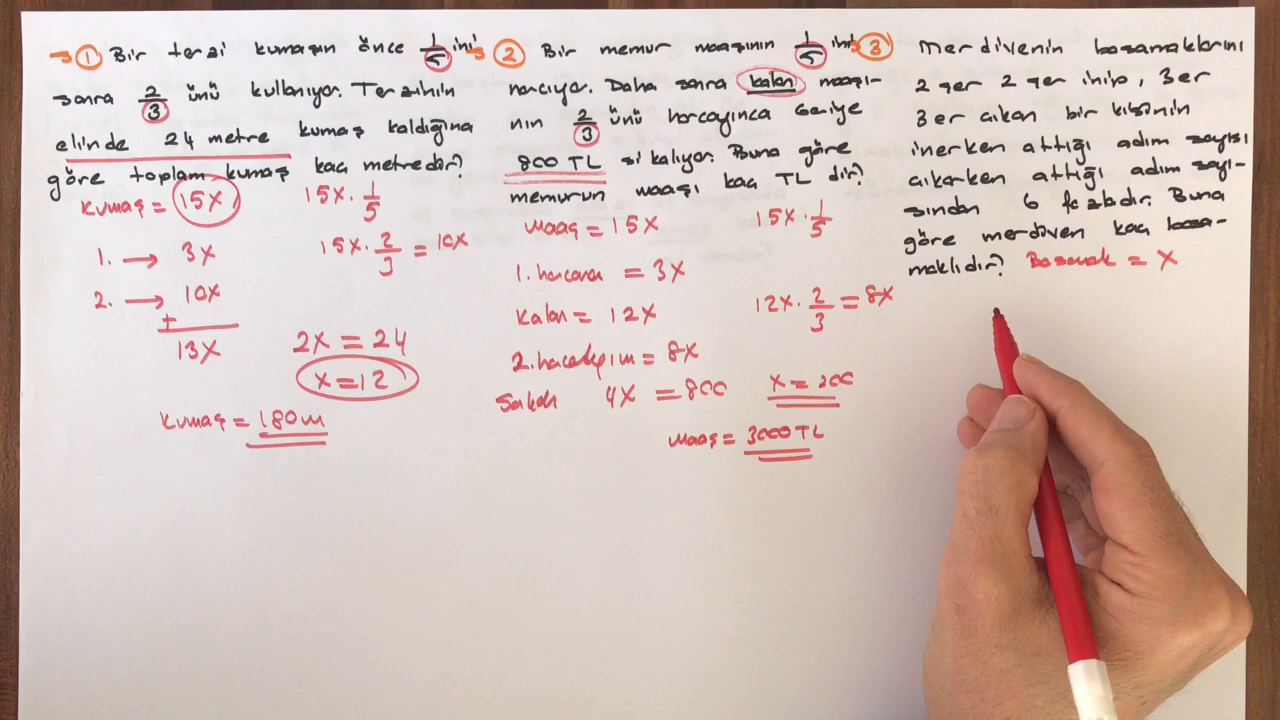 → 1 Bir terzi kumaşın önce 1/5 ini
sonra 2/3 ünü kullanıyor. Terzinin
elinde 24 metre kumaş kaldığına
göre toplam kumaş kaç metredir?
kumaş = 15x 15x . 1/5
1. → 3x 15x . 2/3 = 10x
2. → 10x
+
13x 2x = 24
x = 12
kumaş = 180m
→ 2 Bir memur maaşının 1/5 ini
harcıyor. Daha sonra kalan maaşı-
nın 2/3 ünü harcayınca geriye
800 TL si kalıyor. Buna göre
memurun maaşı kaç TL dir?
maaş = 15x 15x . 1/5
1. harcama = 3x
kalan = 12x 12x . 2/3 = 8x
= 8x
4x = 800 x = 200
maaş = 3000 TL
→ 3 Merdivenin basamaklarını
2 şer 2 şer inip, 3 er
3 er çıkan bir kişinin
inerken attığı adım sayısı
çıkarken attığı adım sayı-
sından 6 fazladır. Buna
göre merdiven kaç basa-
maklıdır? Basamak = x